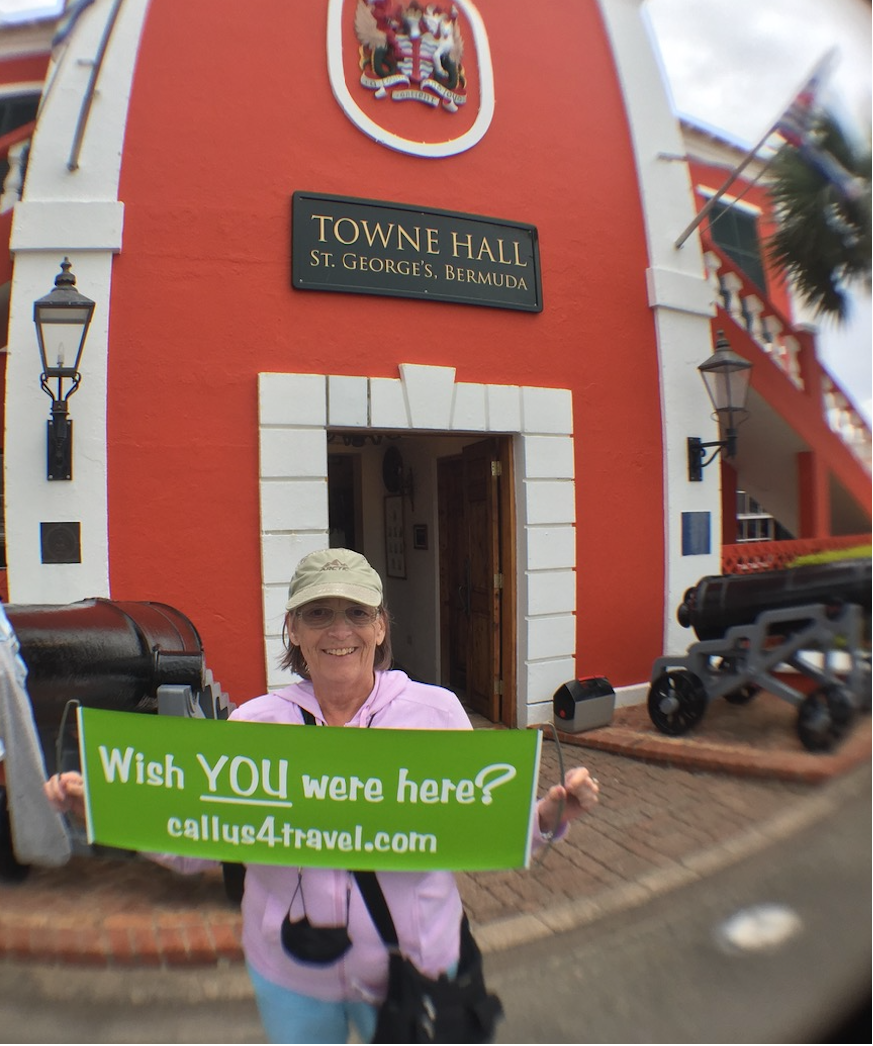 TOWNE HALL
ST. GEORGE'S, BERMUDA
Wish YOU were here?
callus4travel.com